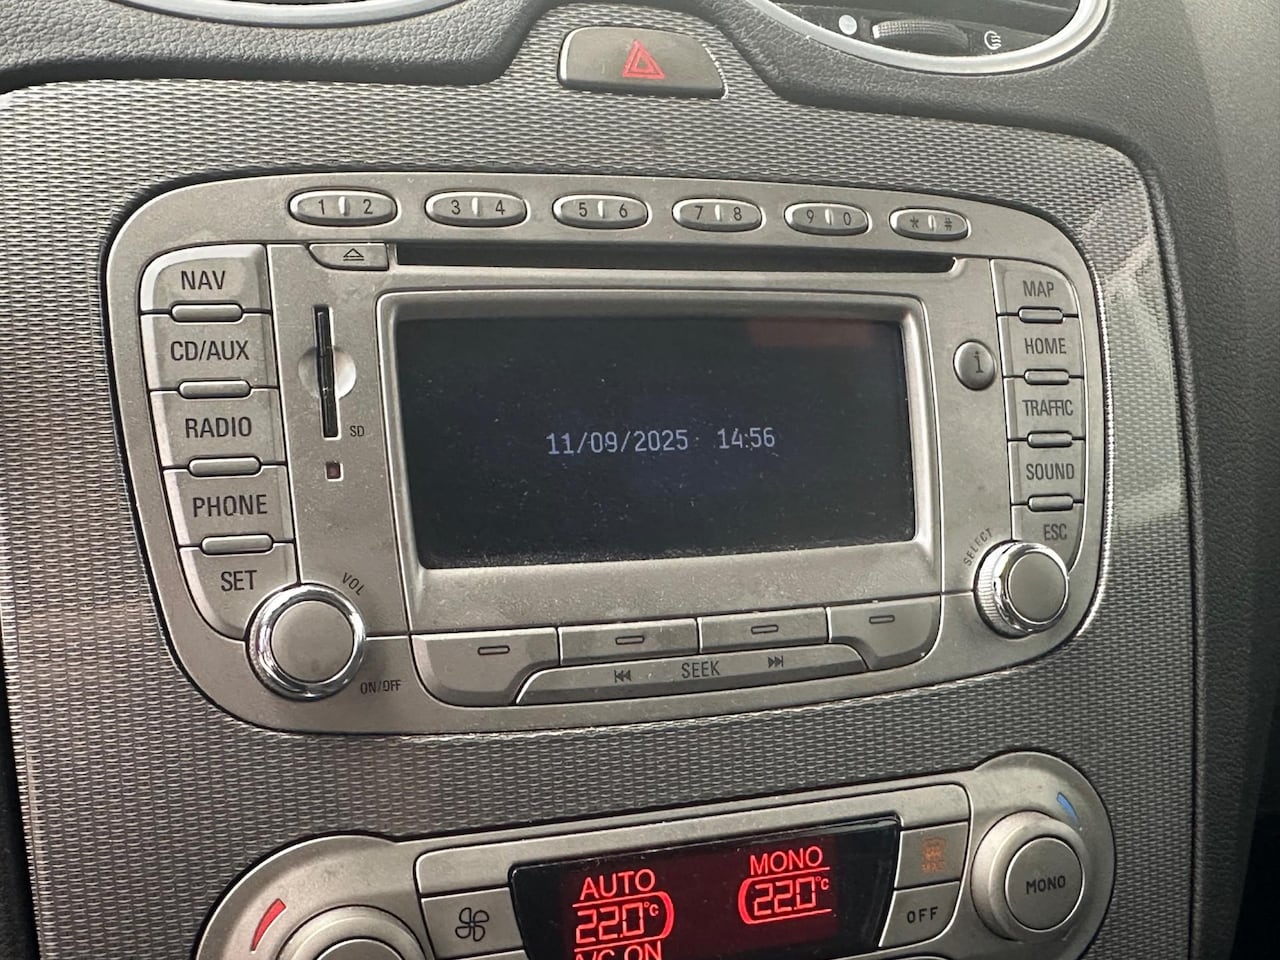 1 2 3 4 5 6 7 8 9 0 * #
NAV
CD/AUX
RADIO
PHONE
SET
SD
11/09/2025 14:56
i
MAP
HOME
TRAFFIC
SOUND
ESC
SELECT
VOL
ON/OFF
SEEK
AUTO
22.0°C
A/C ON
MONO
22.0°C
OFF
MONO